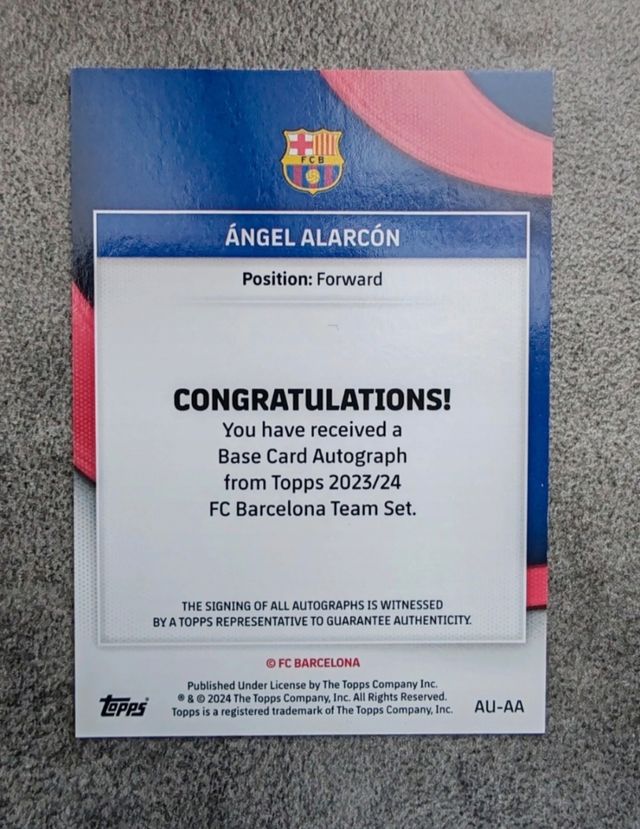 FCB
ÁNGEL ALARCÓN
Position: Forward
CONGRATULATIONS!
You have received a
Base Card Autograph
from Topps 2023/24
FC Barcelona Team Set.
THE SIGNING OF ALL AUTOGRAPHS IS WITNESSED
BY A TOPPS REPRESENTATIVE TO GUARANTEE AUTHENTICITY.
© FC BARCELONA
Published Under License by The Topps Company Inc.
® & © 2024 The Topps Company, Inc. All Rights Reserved.
Topps is a registered trademark of The Topps Company, Inc.
Topps®
AU-AA